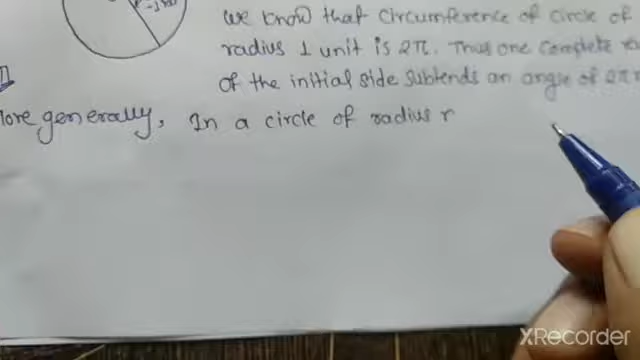 we know that circumference of circle of
radius 1 unit is 2π. Thus one complete
of the initial side subtends an angle of 2π
More generally, In a circle of radius r
XRecorder